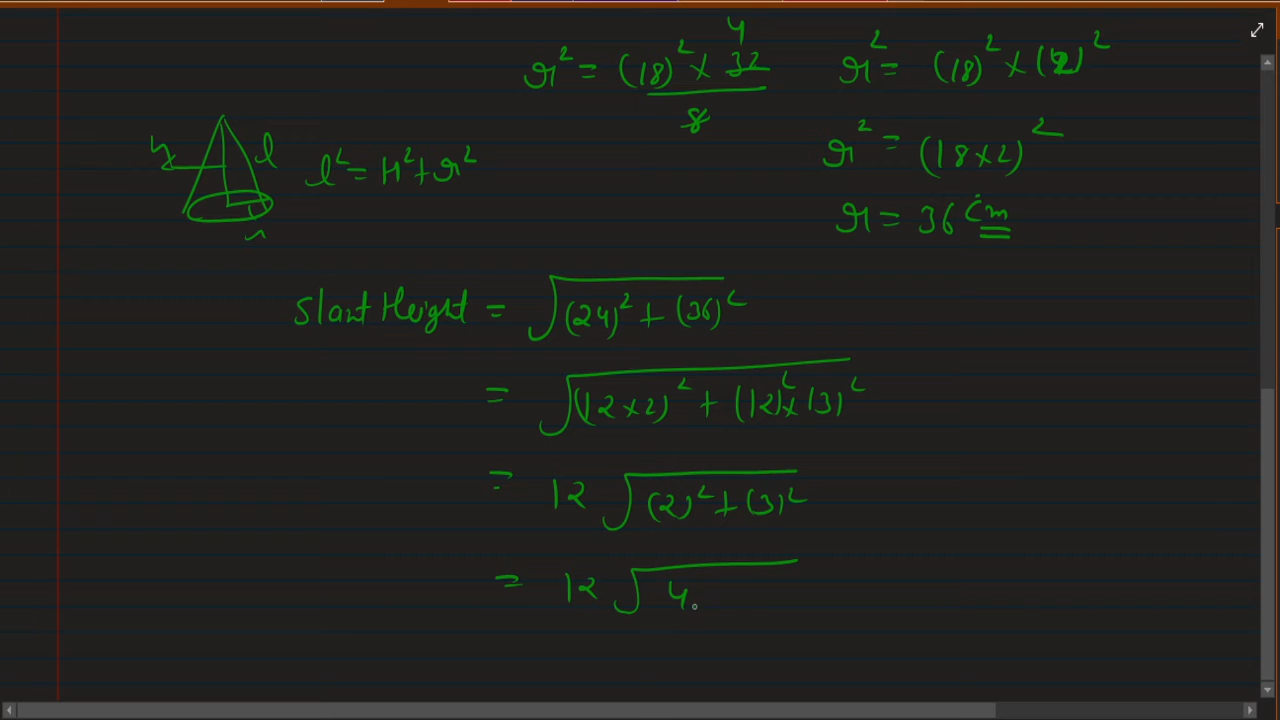 r² = (18)² × 32 4 / 8
r² = (18)² × (2)²
r² = (18×2)²
r = 36 cm
h l r
l² = H² + r²
Slant Height = √(24)² + (36)²
= √(12×2)² + (12)² × (3)²
= 12 √(2)² + (3)²
= 12 √4